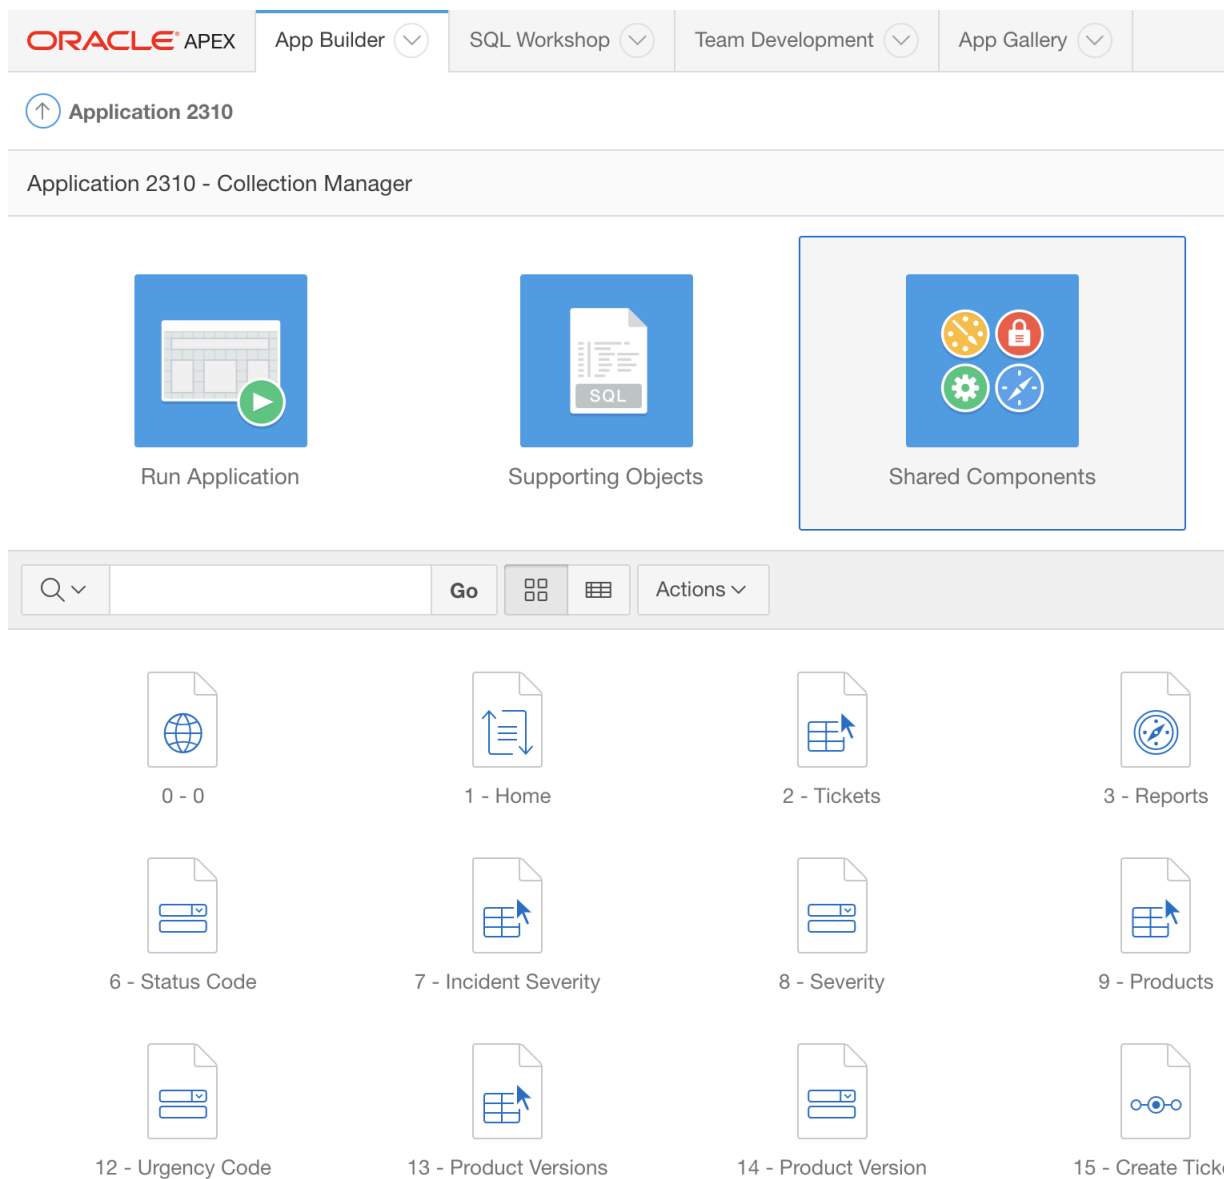 ORACLE® APEX App Builder SQL Workshop Team Development App Gallery
Application 2310
Application 2310 - Collection Manager
SQL
Run Application Supporting Objects Shared Components
Go Actions
0 - 0 1 - Home 2 - Tickets 3 - Reports
6 - Status Code 7 - Incident Severity 8 - Severity 9 - Products
12 - Urgency Code 13 - Product Versions 14 - Product Version 15 - Create